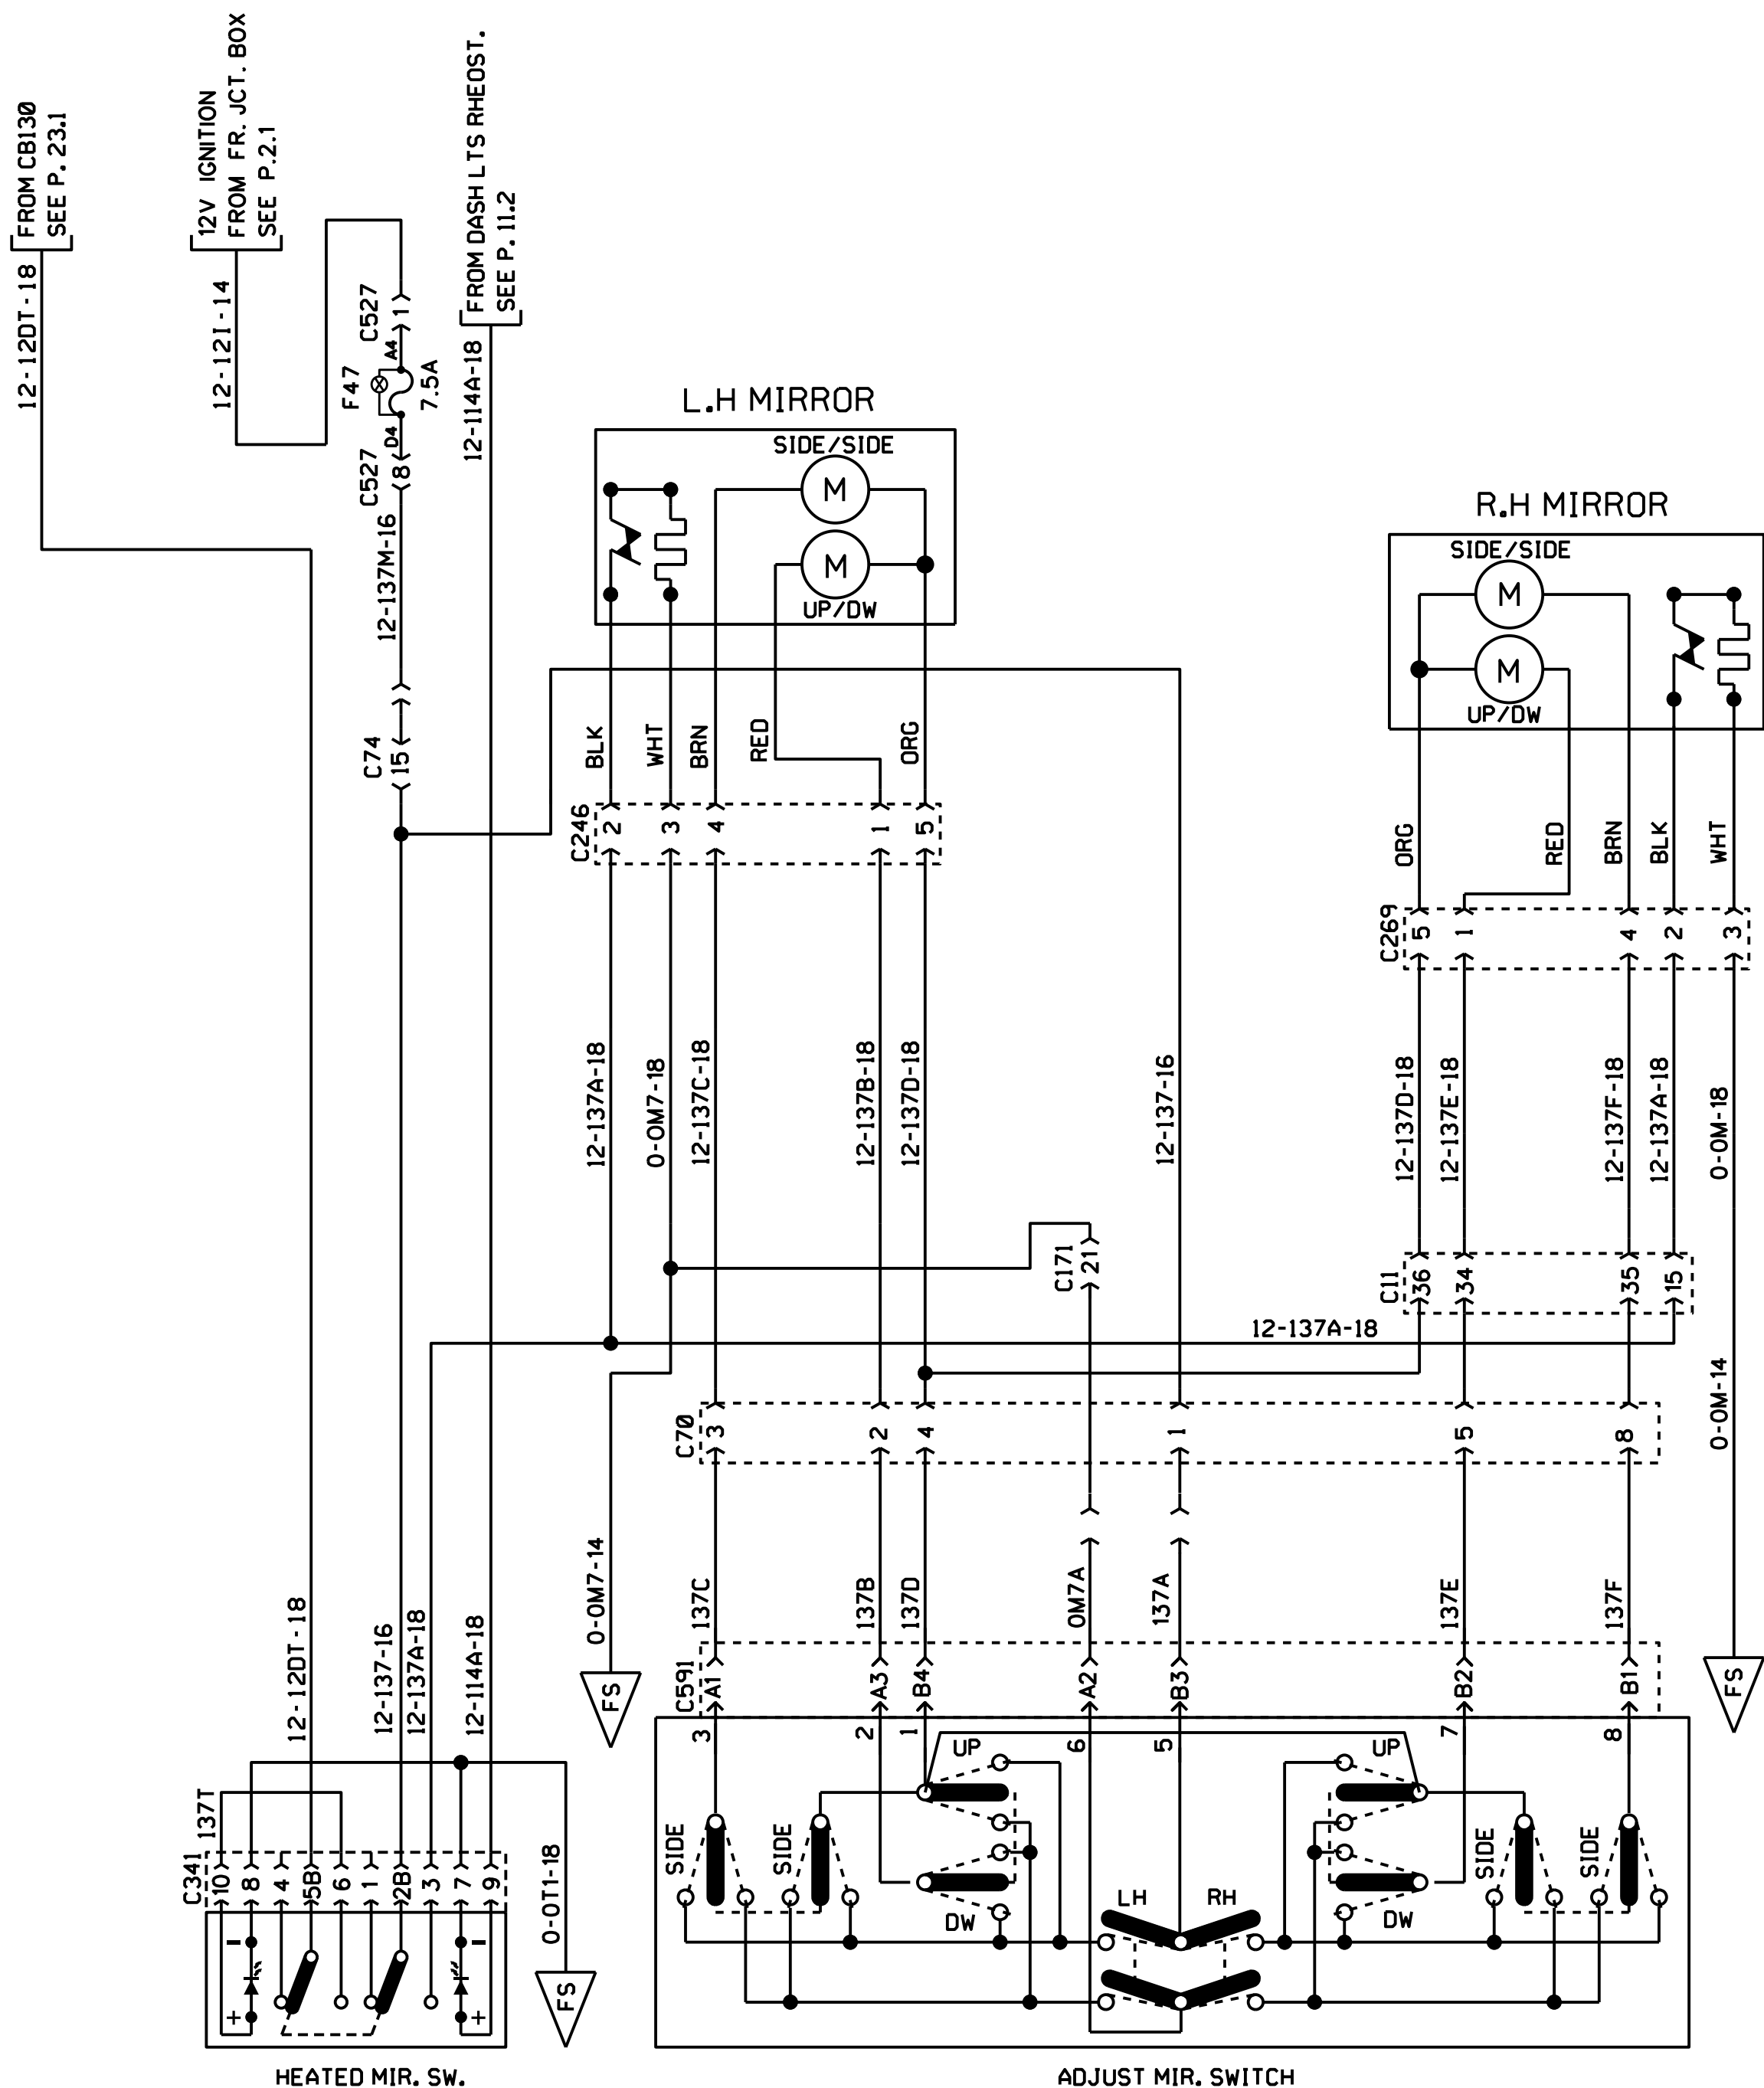 FROM CB130
SEE P. 23.1
12V IGNITION
FROM FR. JCT. BOX
SEE P.2.1
FROM DASH LTS RHEOST.
SEE P. 11.2
12-12DT-18
12-12I-14
C527
1
A4
F47
7.5A
D4
C527
8
12-114A-18
12-137M-16
C74
15
L.H MIRROR
SIDE/SIDE
M
M
UP/DW
R.H MIRROR
SIDE/SIDE
M
M
UP/DW
BLK
WHT
BRN
RED
ORG
C246
2
3
4
1
5
ORG
RED
BRN
BLK
WHT
C269
5
1
4
2
3
12-137A-18
0-0M7-18
12-137C-18
12-137B-18
12-137D-18
12-137-16
12-137D-18
12-137E-18
12-137F-18
12-137A-18
0-0M-18
C171
21
C11
36
34
35
15
12-137A-18
0-0M-14
C70
3
2
4
1
5
8
0-0M7-14
137C
137B
137D
0M7A
137A
137E
137F
12-12DT-18
12-137-16
12-137A-18
12-114A-18
FS
FS
C591
A1
A3
B4
A2
B3
B2
B1
3
2
1
6
5
7
8
UP
UP
SIDE
SIDE
SIDE
SIDE
DW
DW
LH
RH
137T
C341
10
8
4
5B
6
1
2B
3
7
9
0-0T1-18
-
-
+
+
FS
HEATED MIR. SW.
ADJUST MIR. SWITCH